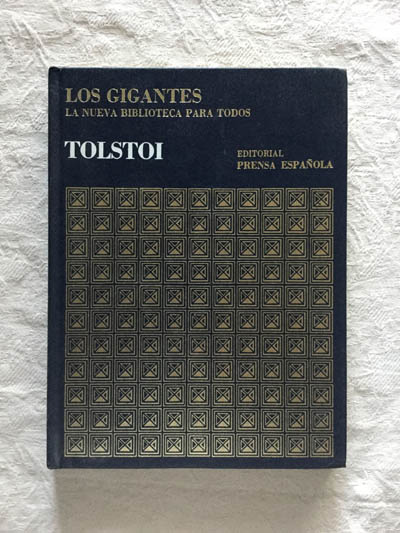 LOS GIGANTES
LA NUEVA BIBLIOTECA PARA TODOS
TOLSTOI
EDITORIAL
PRENSA ESPAÑOLA